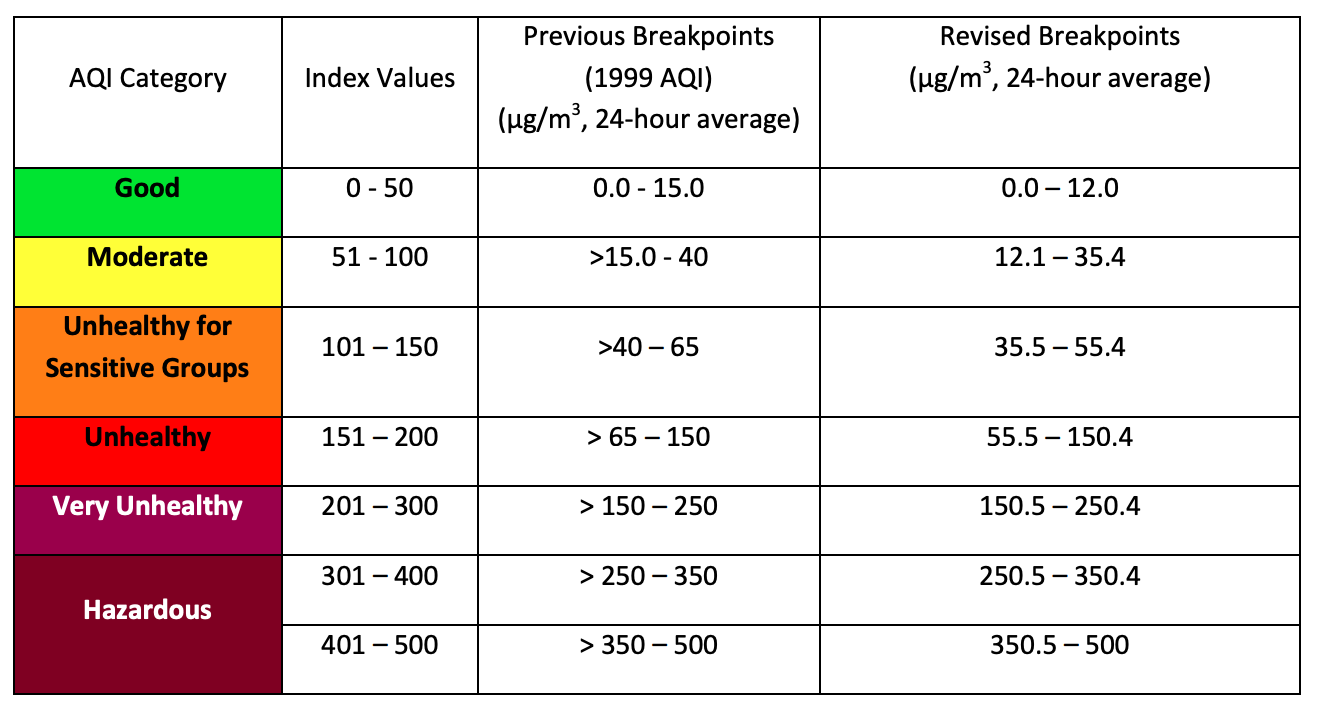 AQI Category
Index Values
Previous Breakpoints
(1999 AQI)
(µg/m³, 24-hour average)
Revised Breakpoints
(µg/m³, 24-hour average)
Good
0 - 50
0.0 - 15.0
0.0 – 12.0
Moderate
51 - 100
>15.0 - 40
12.1 – 35.4
Unhealthy for
Sensitive Groups
101 – 150
>40 – 65
35.5 – 55.4
Unhealthy
151 – 200
> 65 – 150
55.5 – 150.4
Very Unhealthy
201 – 300
> 150 – 250
150.5 – 250.4
Hazardous
301 – 400
> 250 – 350
250.5 – 350.4
401 – 500
> 350 – 500
350.5 – 500